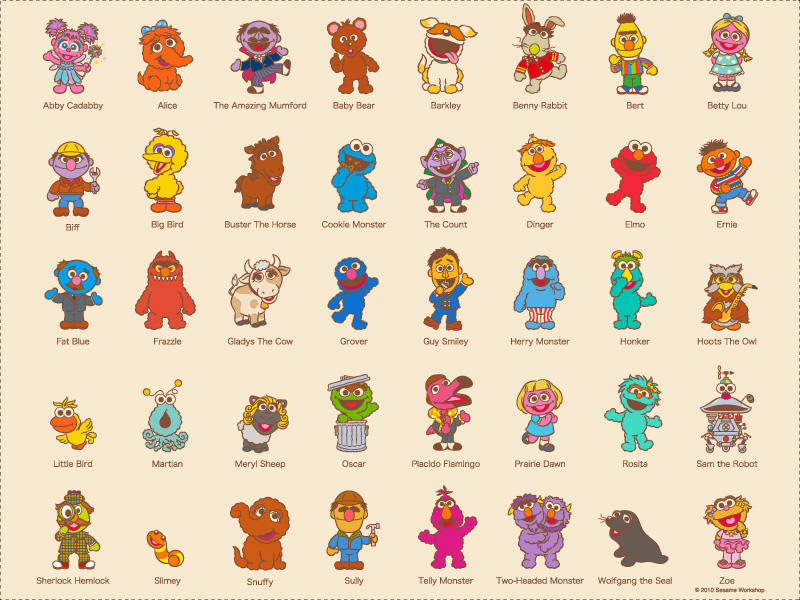 Abby Cadabby Alice The Amazing Mumford Baby Bear Barkley Benny Rabbit Bert Betty Lou
Biff Big Bird Buster The Horse Cookie Monster The Count Dinger Elmo Ernie
Fat Blue Frazzle Gladys The Cow Grover Guy Smiley Herry Monster Honker Hoots The Owl
Little Bird Martian Meryl Sheep Oscar Placido Flamingo Prairie Dawn Rosita Sam the Robot
Sherlock Hemlock Slimey Snuffy Sully Telly Monster Two-Headed Monster Wolfgang the Seal Zoe
© 2010 Sesame Workshop